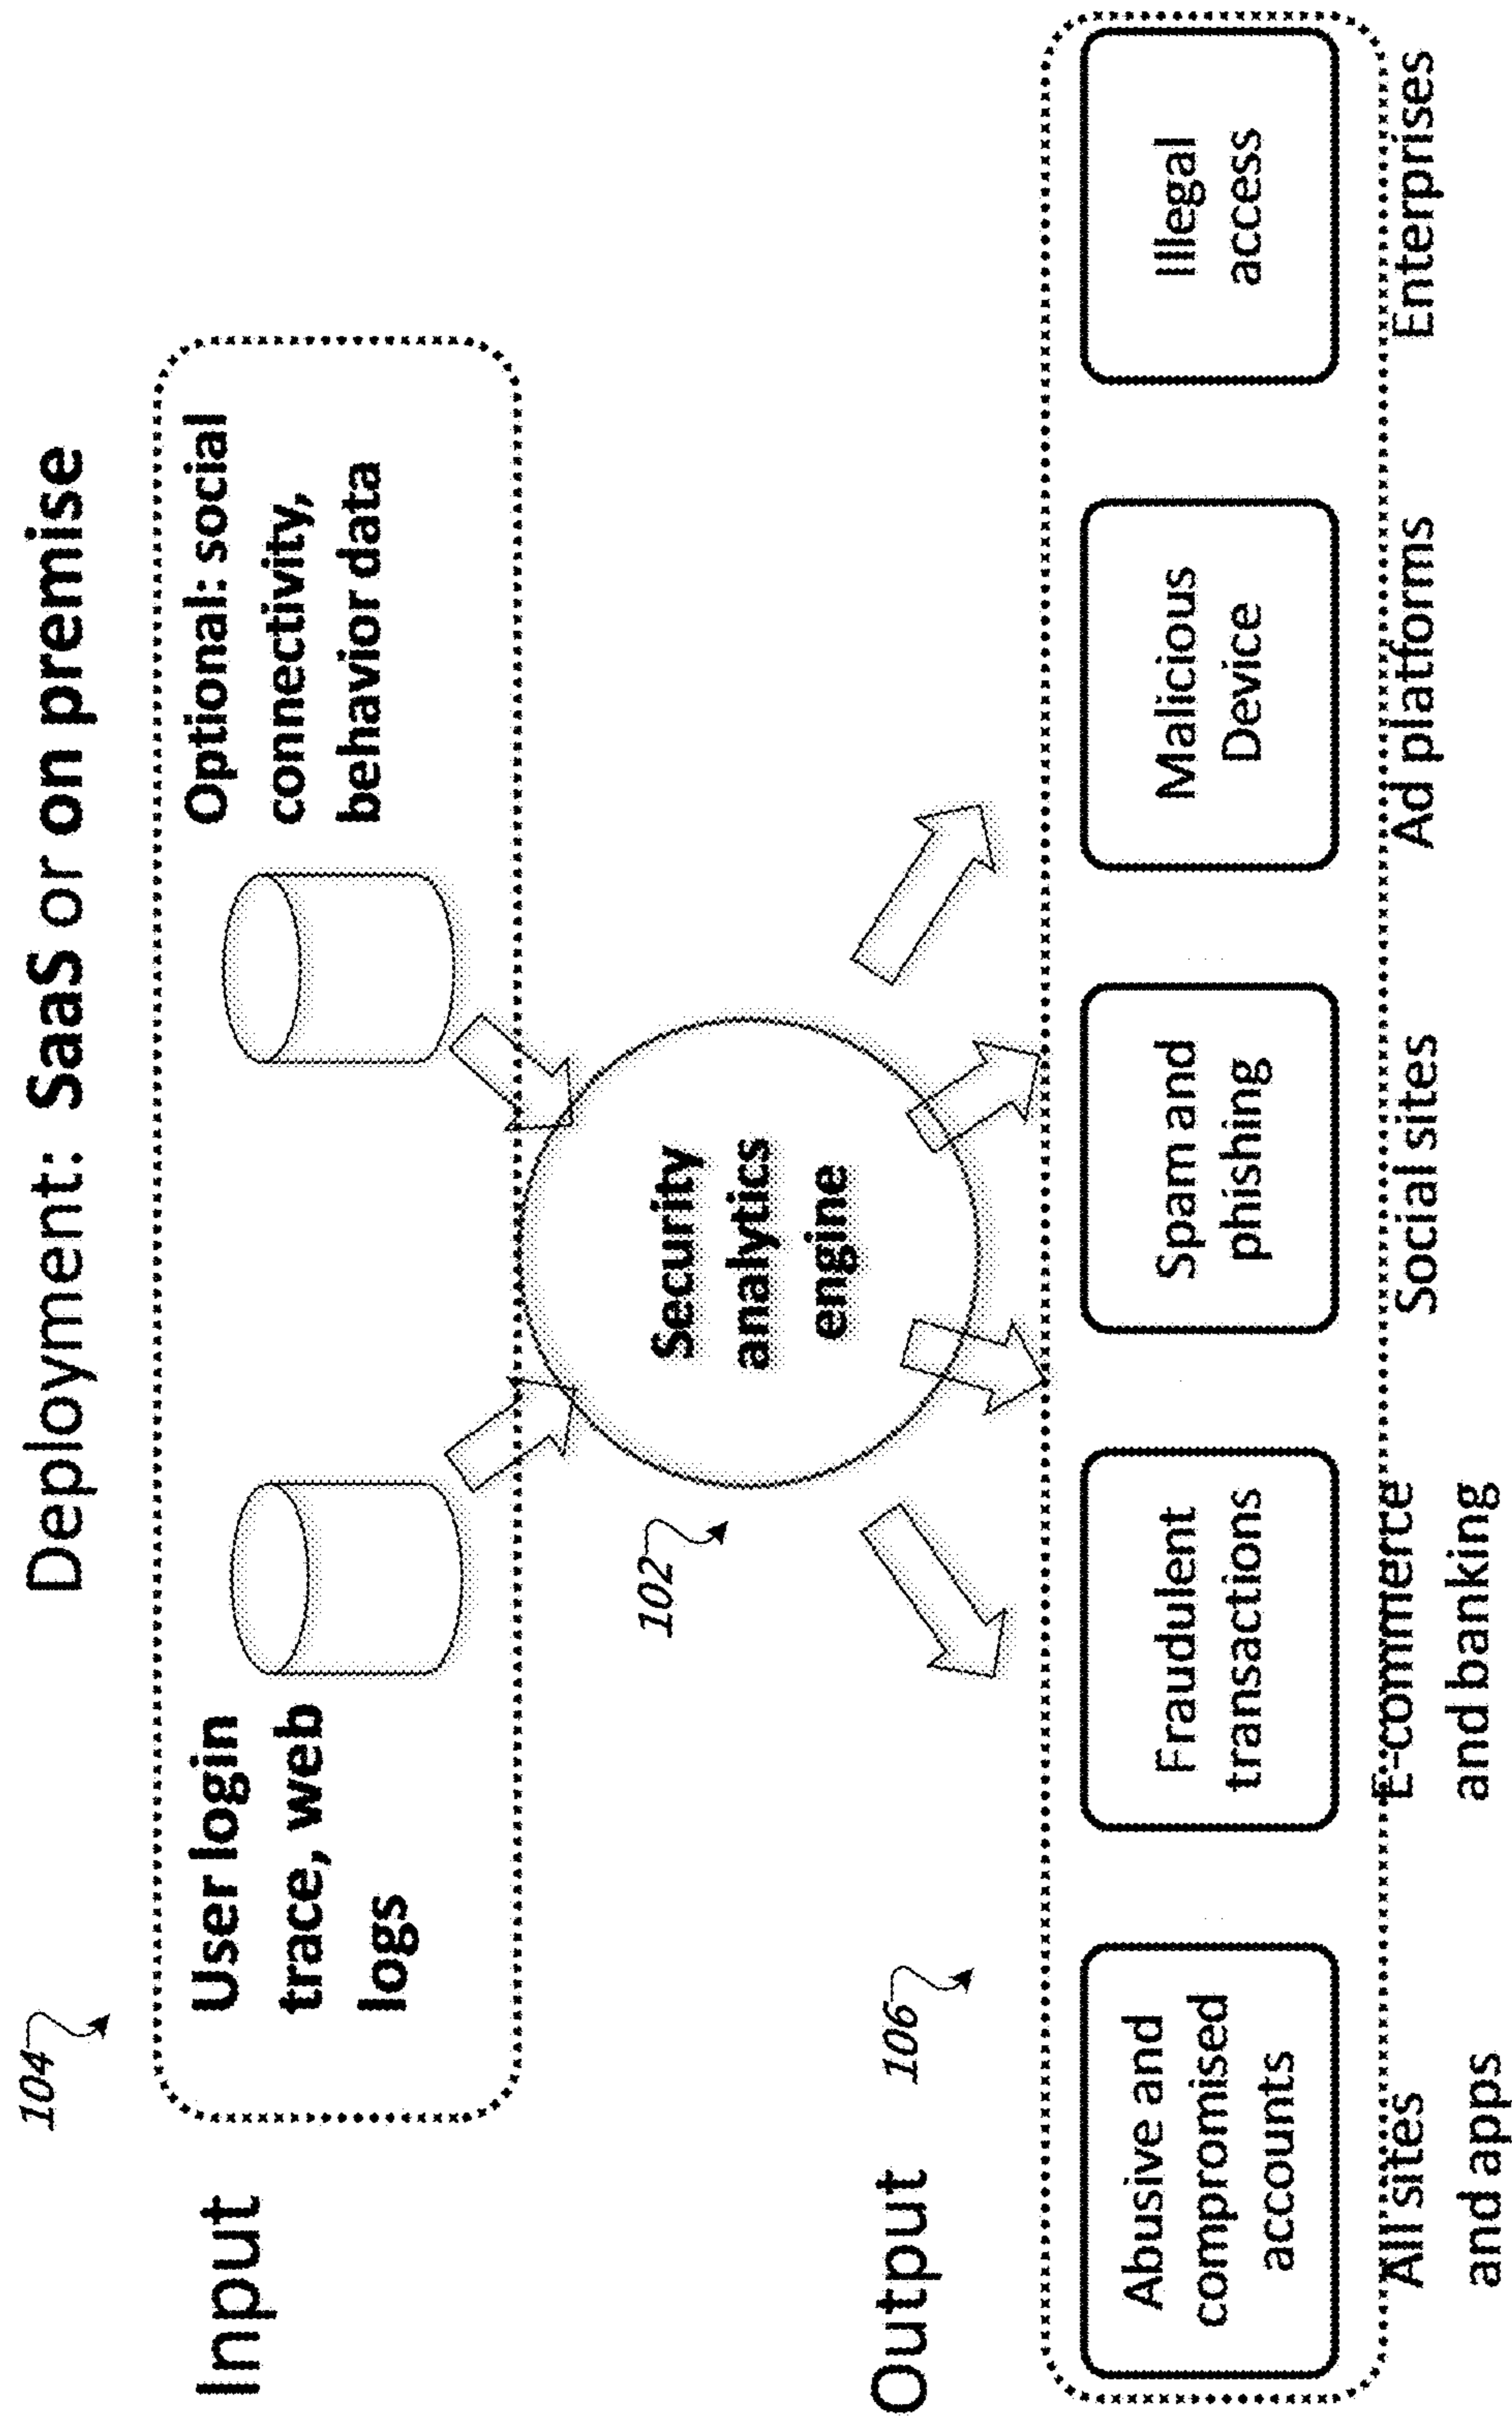 Deployment: SaaS or on premise
104
Input
User login
trace, web
logs
Optional: social
connectivity,
behavior data
102
Security
analytics
engine
Output
106
Abusive and
compromised
accounts
Fraudulent
transactions
Spam and
phishing
Malicious
Device
Illegal
access
All sites
and apps
E-commerce
and banking
Social sites
Ad platforms
Enterprises